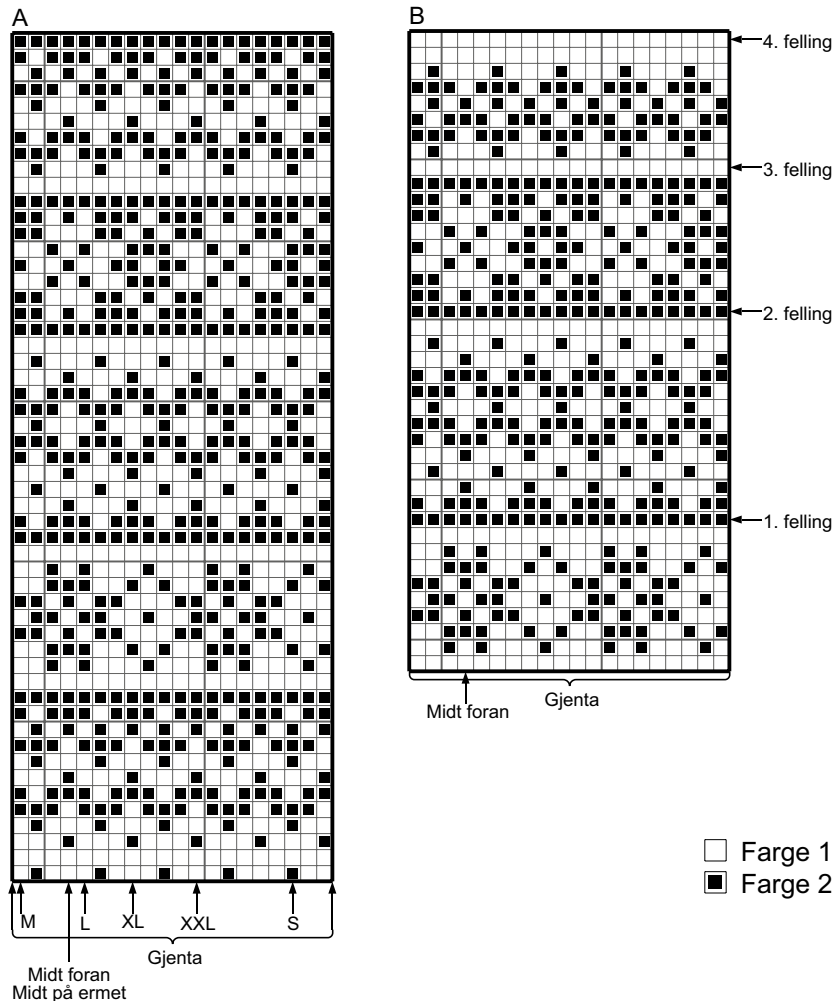 A
B
4. felling
3. felling
2. felling
1. felling
Gjenta
Midt foran
Farge 1
Farge 2
M
L
XL
XXL
S
Gjenta
Midt foran
Midt på ermet